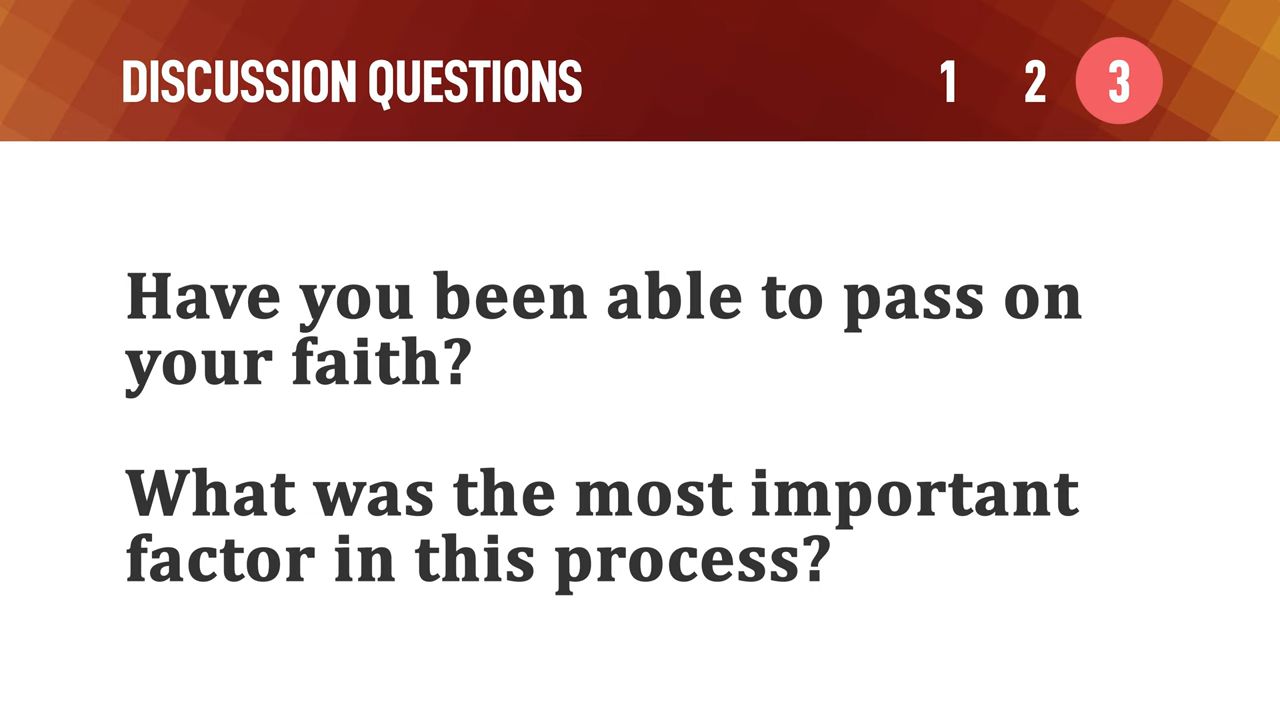 DISCUSSION QUESTIONS 1 2 3
Have you been able to pass on
your faith?
What was the most important
factor in this process?